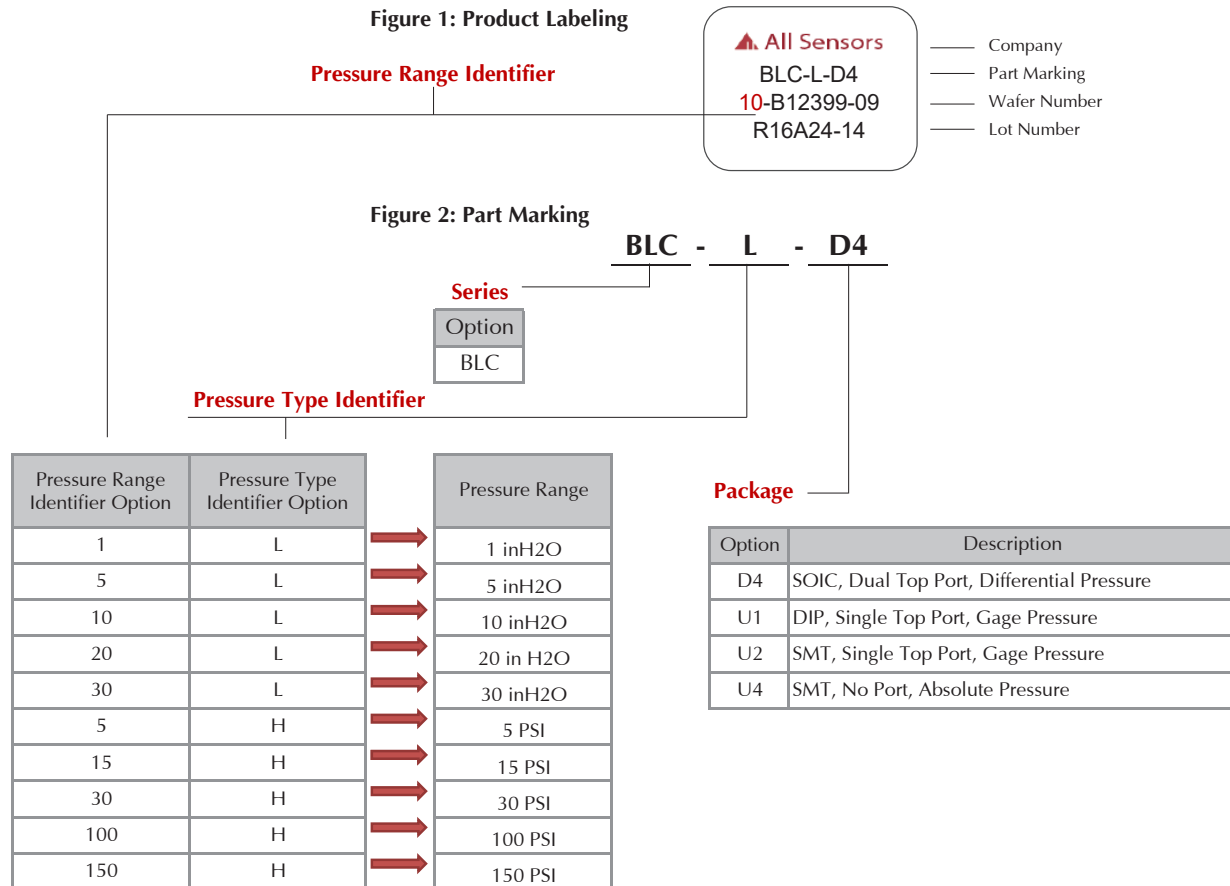 Figure 1: Product Labeling
All Sensors
BLC-L-D4
10-B12399-09
R16A24-14
Company
Part Marking
Wafer Number
Lot Number
Pressure Range Identifier
Figure 2: Part Marking
BLC - L - D4
Series
Option
BLC
Pressure Type Identifier
Pressure Range Identifier Option Pressure Type Identifier Option Pressure Range
1 L 1 inH2O
5 L 5 inH2O
10 L 10 inH2O
20 L 20 in H2O
30 L 30 inH2O
5 H 5 PSI
15 H 15 PSI
30 H 30 PSI
100 H 100 PSI
150 H 150 PSI
Package
Option Description
D4 SOIC, Dual Top Port, Differential Pressure
U1 DIP, Single Top Port, Gage Pressure
U2 SMT, Single Top Port, Gage Pressure
U4 SMT, No Port, Absolute Pressure